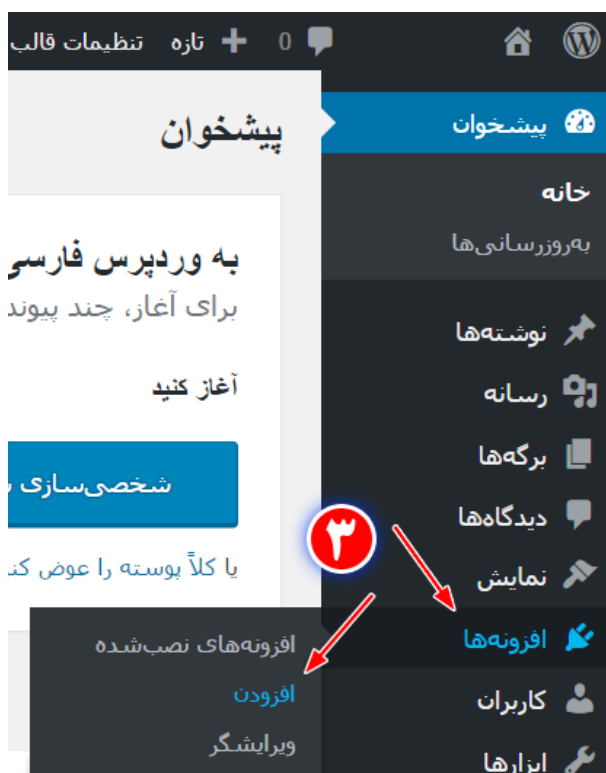 0 تازه تنظیمات قالب
پیشخوان
خانه
به‌روزرسانی‌ها
نوشته‌ها
رسانه
برگه‌ها
دیدگاه‌ها
نمایش
افزونه‌ها
کاربران
ابزارها
افزونه‌های نصب‌شده
افزودن
ویرایشگر
۳
پیشخوان
به وردپرس فارسی
برای آغاز، چند پیوند
آغاز کنید
شخصی‌سازی
یا کلاً پوسته را عوض